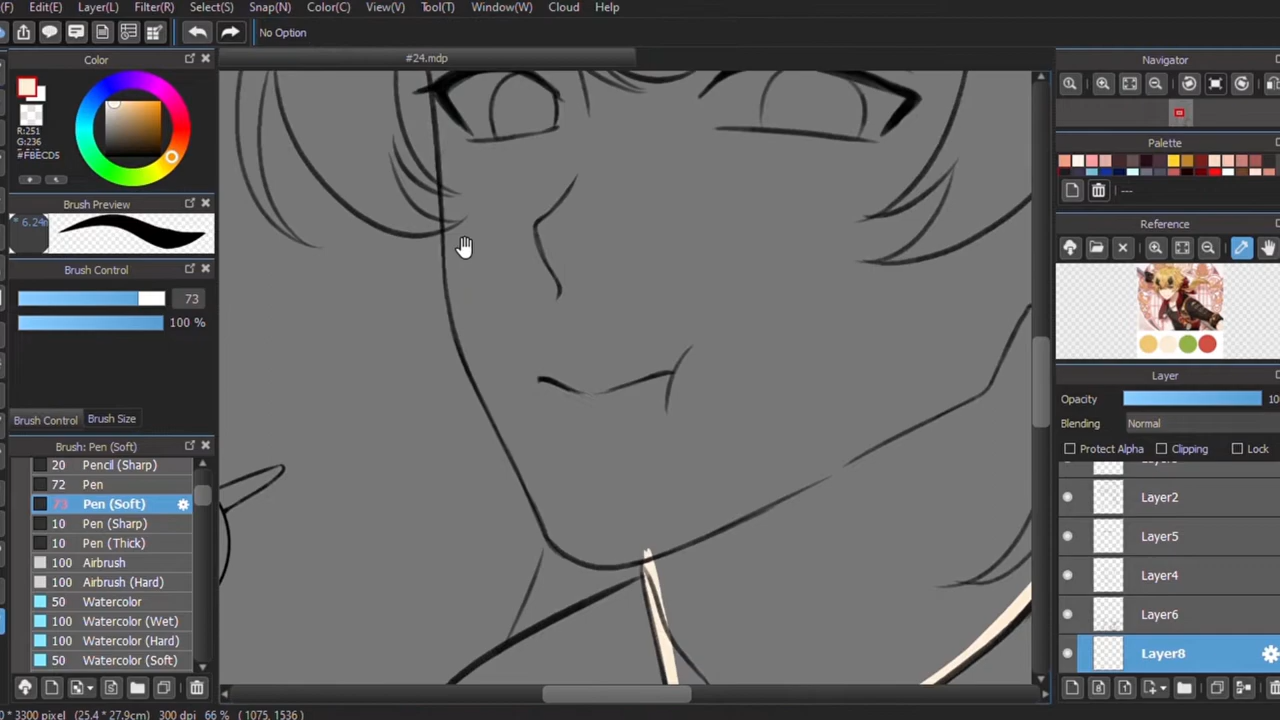 (F) Edit(E) Layer(L) Filter(R) Select(S) Snap(N) Color(C) View(V) Tool(T) Window(W) Cloud Help
No Option
#24.mdp
Color
R:251
G:236
#FBECD5
Brush Preview
* 6.24
Brush Control
73
100 %
Brush Control Brush Size
Brush: Pen (Soft)
20 Pencil (Sharp)
72 Pen
73 Pen (Soft)
10 Pen (Sharp)
10 Pen (Thick)
100 Airbrush
100 Airbrush (Hard)
50 Watercolor
100 Watercolor (Wet)
100 Watercolor (Hard)
50 Watercolor (Soft)
* 3300 pixel (25.4 * 27.9cm) 300 dpi 66 % ( 1075, 1536 )
Navigator
Palette
---
Reference
Layer
Opacity 10
Blending Normal
Protect Alpha Clipping Lock
Layer2
Layer5
Layer4
Layer6
Layer8